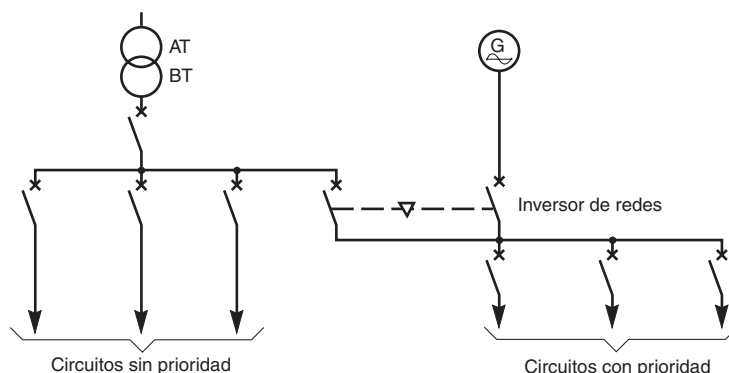 AT
BT
G
Inversor de redes
Circuitos sin prioridad
Circuitos con prioridad